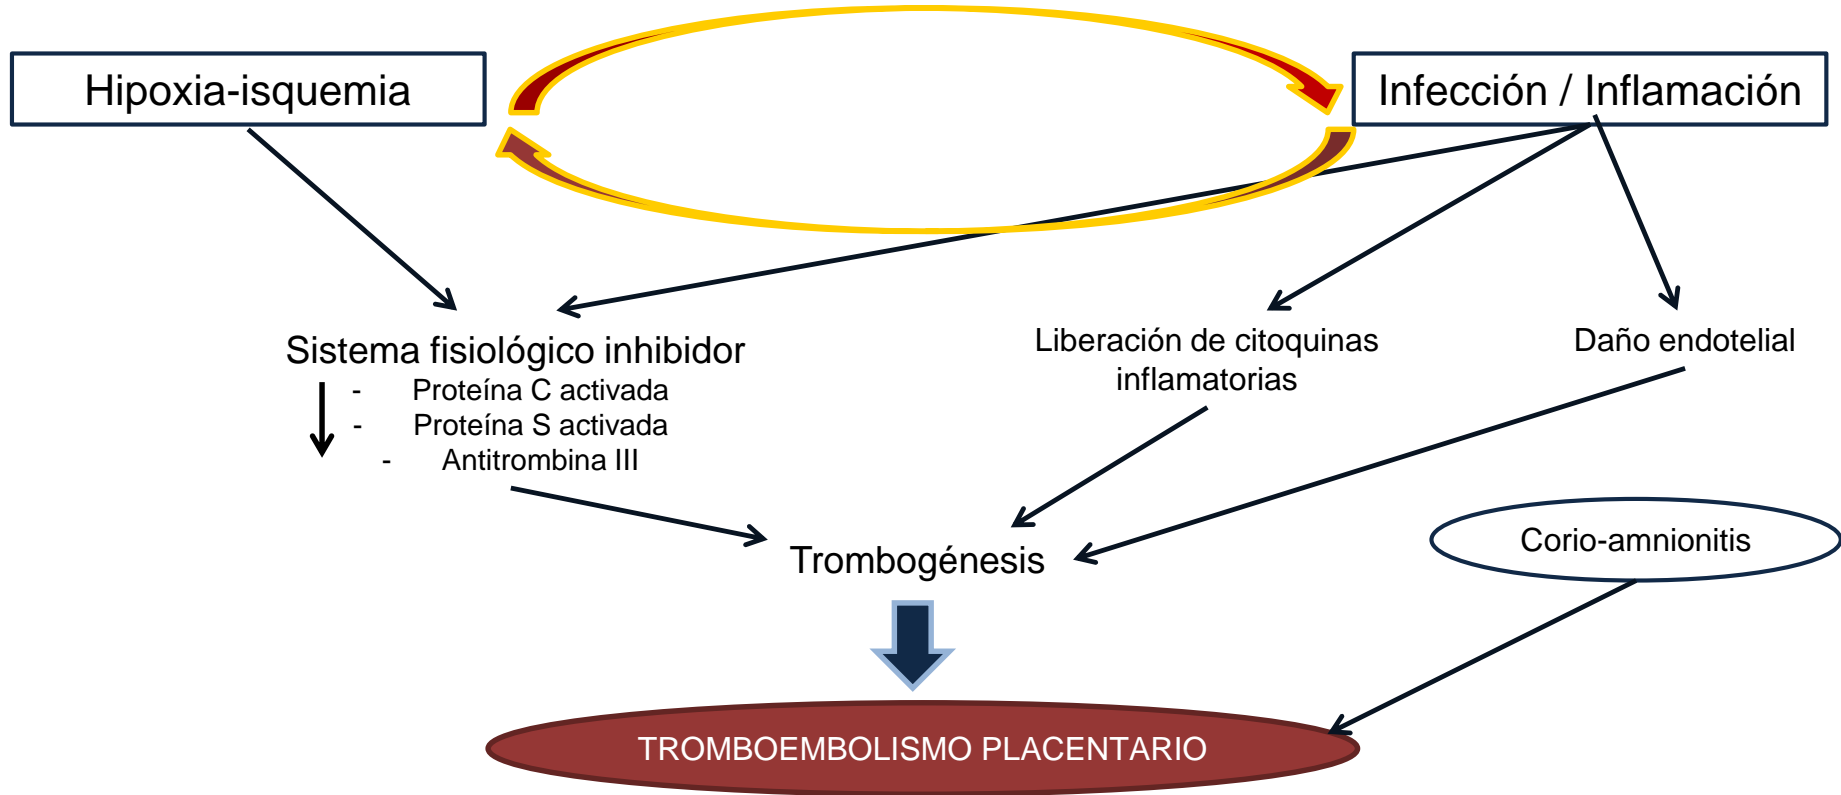 Hipoxia-isquemia
Infección / Inflamación
Sistema fisiológico inhibidor
- Proteína C activada
- Proteína S activada
- Antitrombina III
Liberación de citoquinas
inflamatorias
Daño endotelial
Trombogénesis
Corio-amnionitis
TROMBOEMBOLISMO PLACENTARIO